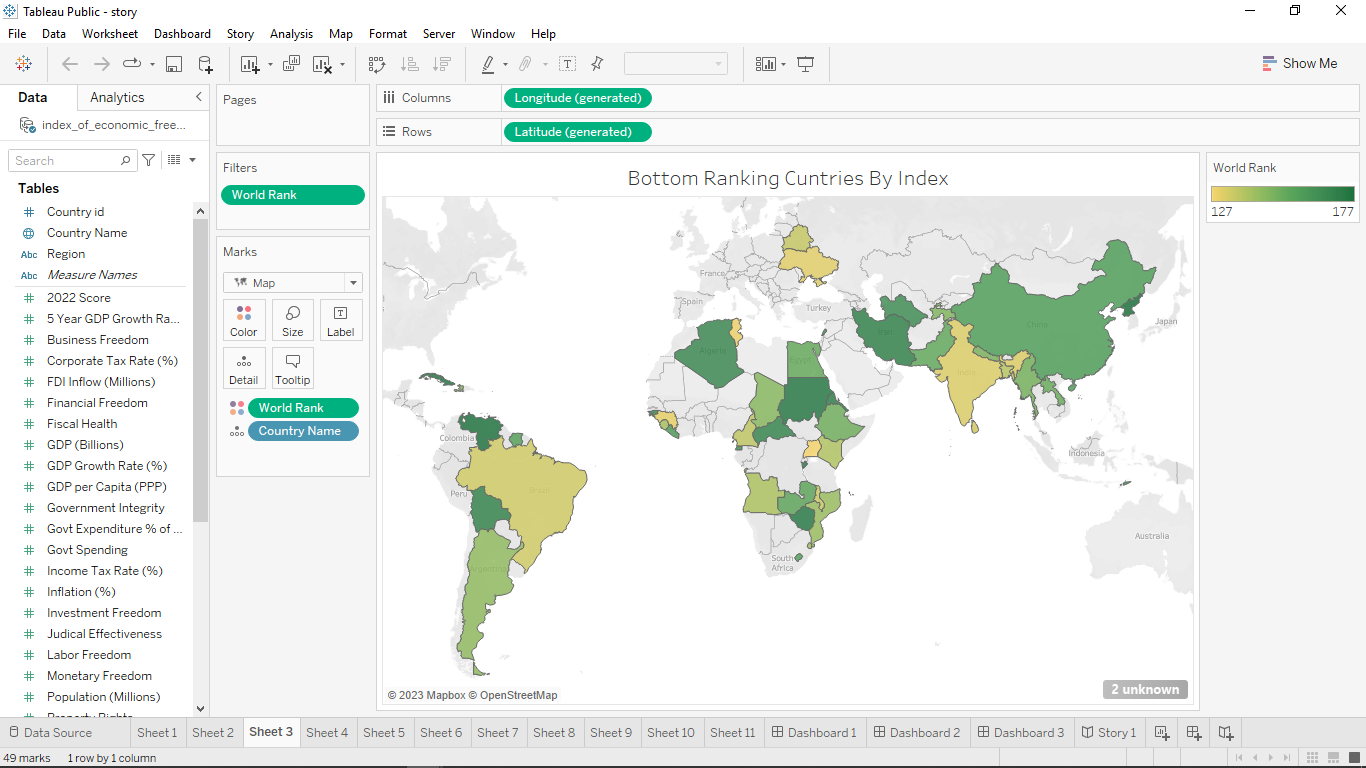 Tableau Public - story
File Data Worksheet Dashboard Story Analysis Map Format Server Window Help
Show Me
Data Analytics
index_of_economic_free...
Search
Tables
Country id
Country Name
Abc Region
Abc Measure Names
2022 Score
5 Year GDP Growth Ra...
Business Freedom
Corporate Tax Rate (%)
FDI Inflow (Millions)
Financial Freedom
Fiscal Health
GDP (Billions)
GDP Growth Rate (%)
GDP per Capita (PPP)
Government Integrity
Govt Expenditure % of ...
Govt Spending
Income Tax Rate (%)
Inflation (%)
Investment Freedom
Judical Effectiveness
Labor Freedom
Monetary Freedom
Population (Millions)
Property Rights
Pages
Filters
World Rank
Marks
Map
Color Size Label
Detail Tooltip
World Rank
Country Name
Columns Longitude (generated)
Rows Latitude (generated)
Bottom Ranking Cuntries By Index
France
Spain
Turkey
Iran
China
Japan
Algeria
Egypt
India
Colombia
Indonesia
Peru
Brazil
Australia
South
Africa
Argentina
© 2023 Mapbox © OpenStreetMap
2 unknown
World Rank
127 177
Data Source Sheet 1 Sheet 2 Sheet 3 Sheet 4 Sheet 5 Sheet 6 Sheet 7 Sheet 8 Sheet 9 Sheet 10 Sheet 11 Dashboard 1 Dashboard 2 Dashboard 3 Story 1
49 marks 1 row by 1 column